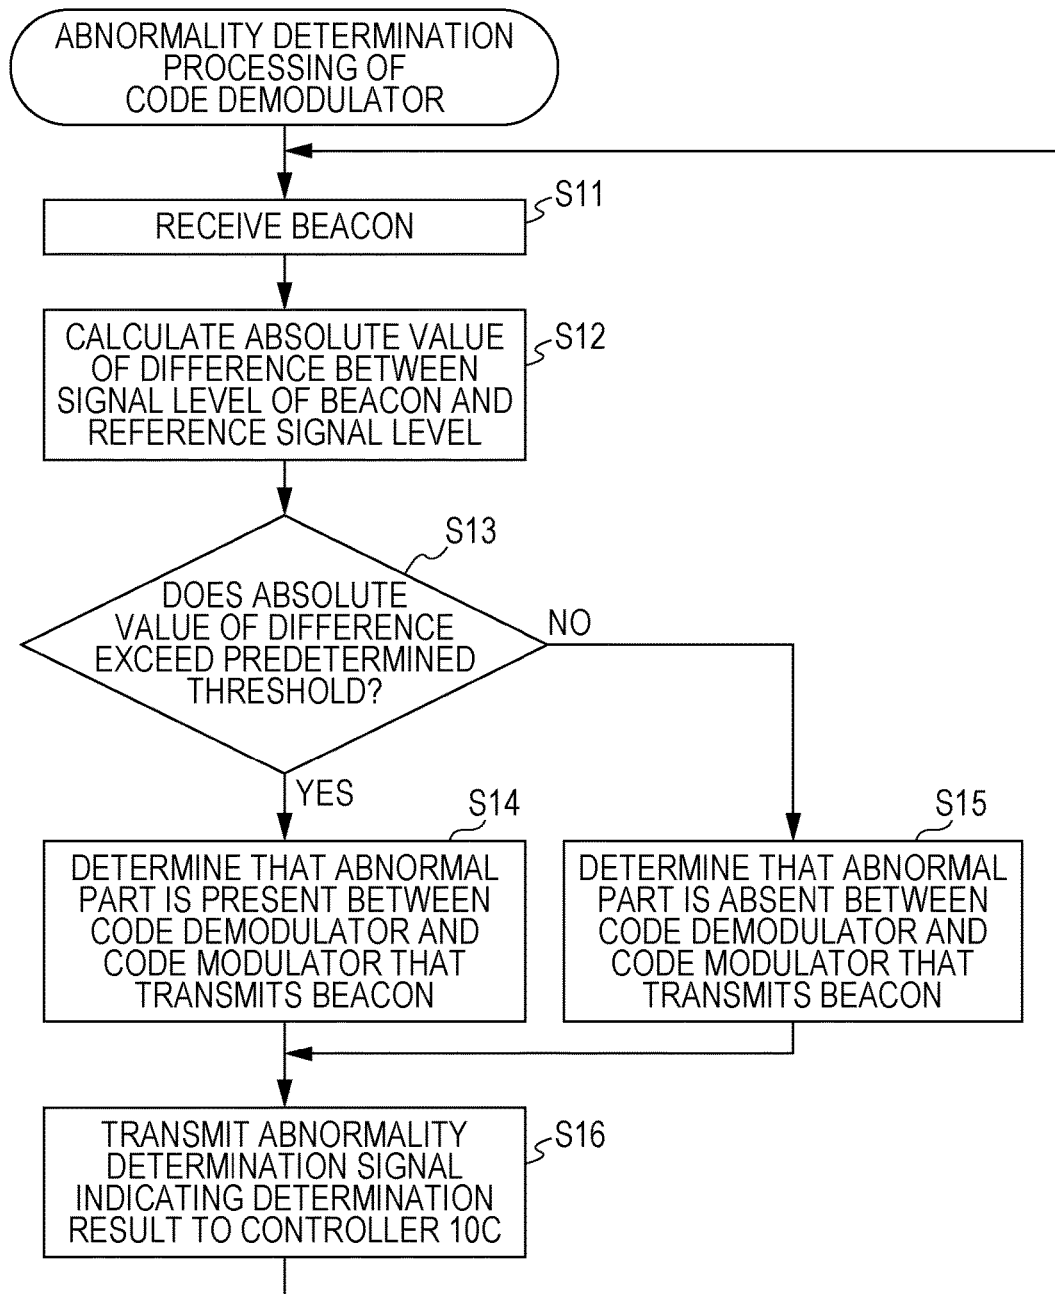 ABNORMALITY DETERMINATION
PROCESSING OF
CODE DEMODULATOR
S11
RECEIVE BEACON
S12
CALCULATE ABSOLUTE VALUE
OF DIFFERENCE BETWEEN
SIGNAL LEVEL OF BEACON AND
REFERENCE SIGNAL LEVEL
S13
DOES ABSOLUTE
VALUE OF DIFFERENCE
EXCEED PREDETERMINED
THRESHOLD?
NO
YES
S14
DETERMINE THAT ABNORMAL
PART IS PRESENT BETWEEN
CODE DEMODULATOR AND
CODE MODULATOR THAT
TRANSMITS BEACON
S15
DETERMINE THAT ABNORMAL
PART IS ABSENT BETWEEN
CODE DEMODULATOR AND
CODE MODULATOR THAT
TRANSMITS BEACON
S16
TRANSMIT ABNORMALITY
DETERMINATION SIGNAL
INDICATING DETERMINATION
RESULT TO CONTROLLER 10C